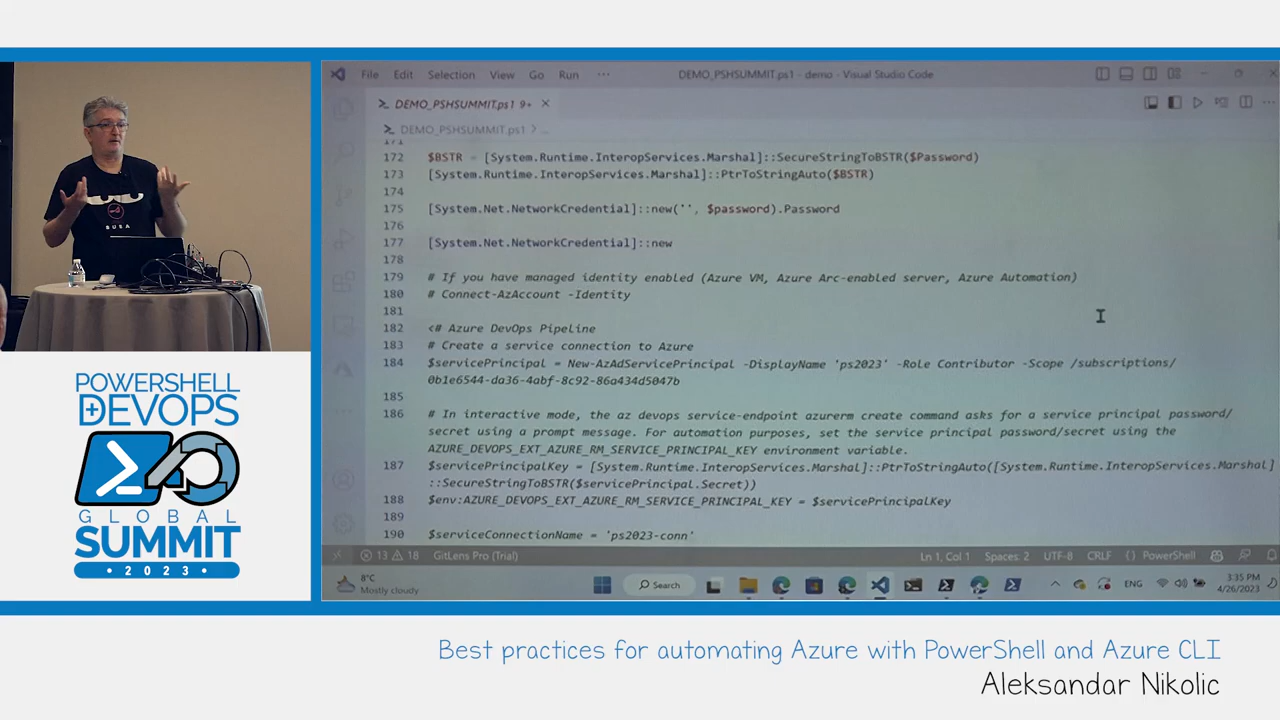 File Edit Selection View Go Run ··· DEMO_PSHSUMMIT.ps1 - demo - Visual Studio Code
DEMO_PSHSUMMIT.ps1 9+
DEMO_PSHSUMMIT.ps1 > ...
171
172 $BSTR = [System.Runtime.InteropServices.Marshal]::SecureStringToBSTR($Password)
173 [System.Runtime.InteropServices.Marshal]::PtrToStringAuto($BSTR)
174
175 [System.Net.NetworkCredential]::new('', $password).Password
176
177 [System.Net.NetworkCredential]::new
178
179 # If you have managed identity enabled (Azure VM, Azure Arc-enabled server, Azure Automation)
180 # Connect-AzAccount -Identity
181
182 <# Azure DevOps Pipeline
183 # Create a service connection to Azure
184 $servicePrincipal = New-AzAdServicePrincipal -DisplayName 'ps2023' -Role Contributor -Scope /subscriptions/
0b1e6544-da36-4abf-8c92-86a434d5047b
185
186 # In interactive mode, the az devops service-endpoint azurerm create command asks for a service principal password/
secret using a prompt message. For automation purposes, set the service principal password/secret using the
AZURE_DEVOPS_EXT_AZURE_RM_SERVICE_PRINCIPAL_KEY environment variable.
187 $servicePrincipalKey = [System.Runtime.InteropServices.Marshal]::PtrToStringAuto([System.Runtime.InteropServices.Marshal]
::SecureStringToBSTR($servicePrincipal.Secret))
188 $env:AZURE_DEVOPS_EXT_AZURE_RM_SERVICE_PRINCIPAL_KEY = $servicePrincipalKey
189
190 $serviceConnectionName = 'ps2023-conn'
13 18 GitLens Pro (Trial) Ln 1, Col 1 Spaces: 2 UTF-8 CRLF {} PowerShell
8°C
Mostly cloudy
Search
ENG
3:35 PM
4/26/2023
POWERSHELL
+DEVOPS
GLOBAL
SUMMIT
2023
Best practices for automating Azure with PowerShell and Azure CLI
Aleksandar Nikolic